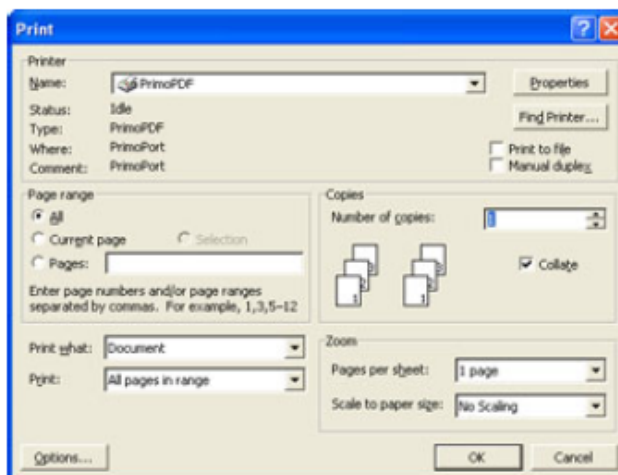 Print
Printer
Name: PrimoPDF
Properties
Status: Idle
Find Printer...
Type: PrimoPDF
Where: PrimoPort
Print to file
Comment: PrimoPort
Manual duplex
Page range
All
Current page Selection
Pages:
Enter page numbers and/or page ranges
separated by commas. For example, 1,3,5-12
Copies
Number of copies: 1
Collate
Print what: Document
Print: All pages in range
Zoom
Pages per sheet: 1 page
Scale to paper size: No Scaling
Options...
OK
Cancel